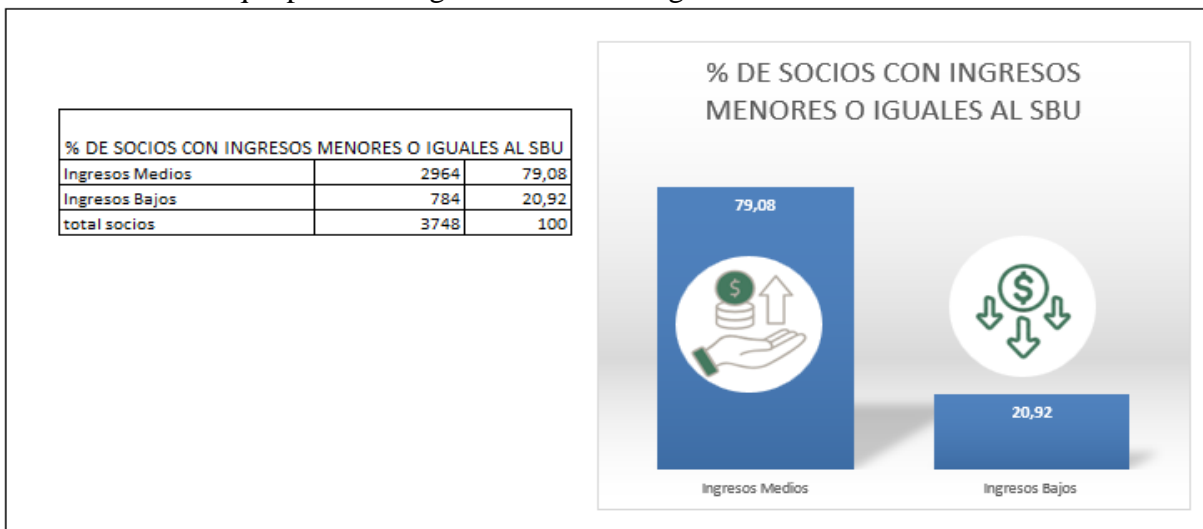 % DE SOCIOS CON INGRESOS MENORES O IGUALES AL SBU
Ingresos Medios 2964 79,08
Ingresos Bajos 784 20,92
total socios 3748 100
% DE SOCIOS CON INGRESOS
MENORES O IGUALES AL SBU
79,08
$
$
20,92
Ingresos Medios
Ingresos Bajos